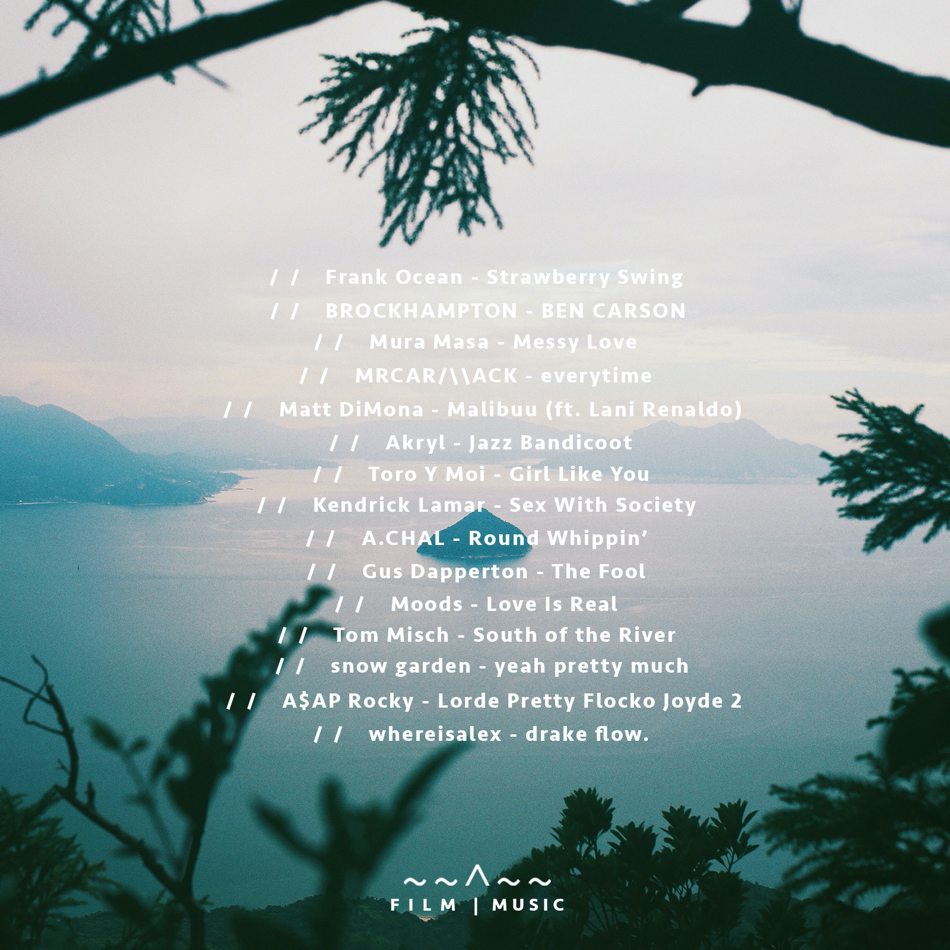 // Frank Ocean - Strawberry Swing
// BROCKHAMPTON - BEN CARSON
// Mura Masa - Messy Love
// MRCAR/\\ACK - everytime
// Matt DiMona - Malibuu (ft. Lani Renaldo)
// Akryl - Jazz Bandicoot
// Toro Y Moi - Girl Like You
// Kendrick Lamar - Sex With Society
// A.CHAL - Round Whippin’
// Gus Dapperton - The Fool
// Moods - Love Is Real
// Tom Misch - South of the River
// snow garden - yeah pretty much
// A$AP Rocky - Lorde Pretty Flocko Joyde 2
// whereisalex - drake flow.
~~^~~
FILM | MUSIC